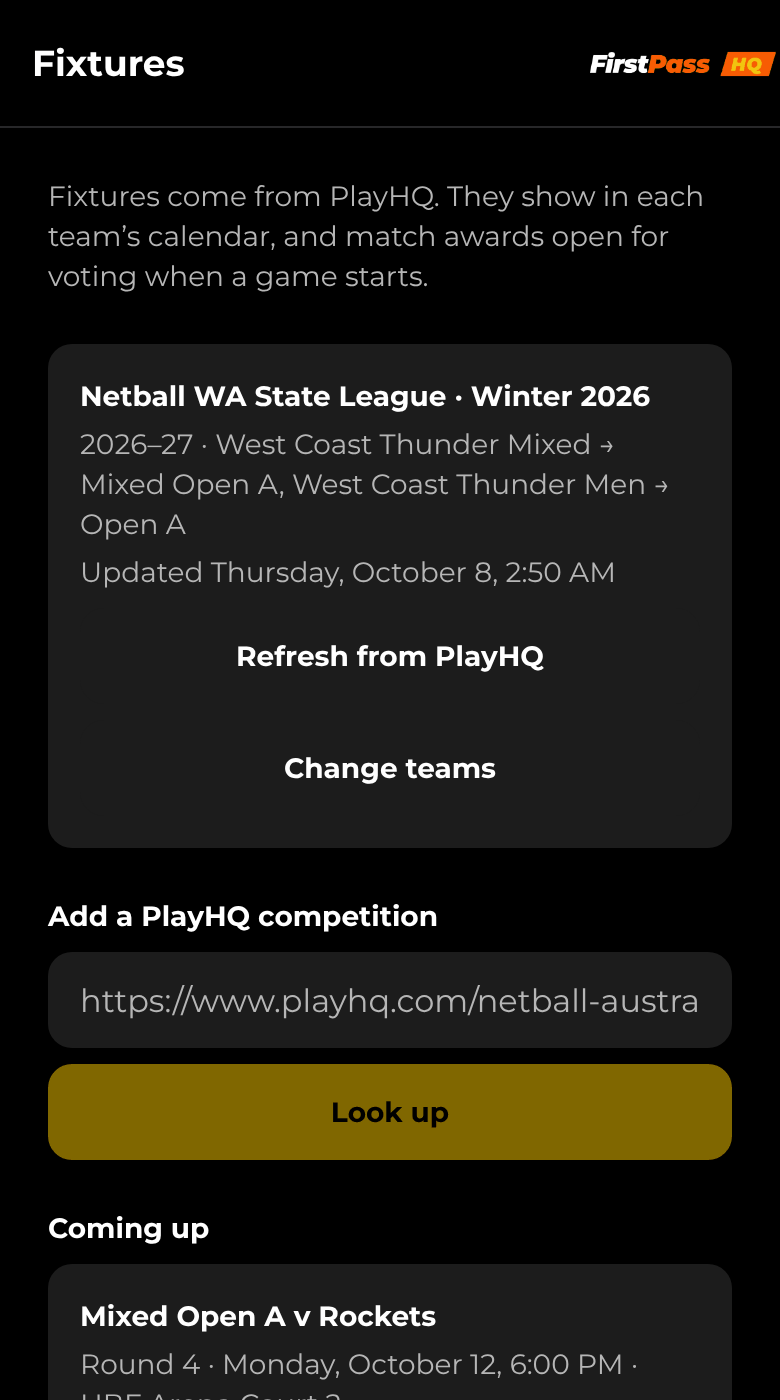 Fixtures
FirstPass HQ
Fixtures come from PlayHQ. They show in each
team’s calendar, and match awards open for
voting when a game starts.
Netball WA State League · Winter 2026
2026–27 · West Coast Thunder Mixed →
Mixed Open A, West Coast Thunder Men →
Open A
Updated Thursday, October 8, 2:50 AM
Refresh from PlayHQ
Change teams
Add a PlayHQ competition
https://www.playhq.com/netball-austra
Look up
Coming up
Mixed Open A v Rockets
Round 4 · Monday, October 12, 6:00 PM ·